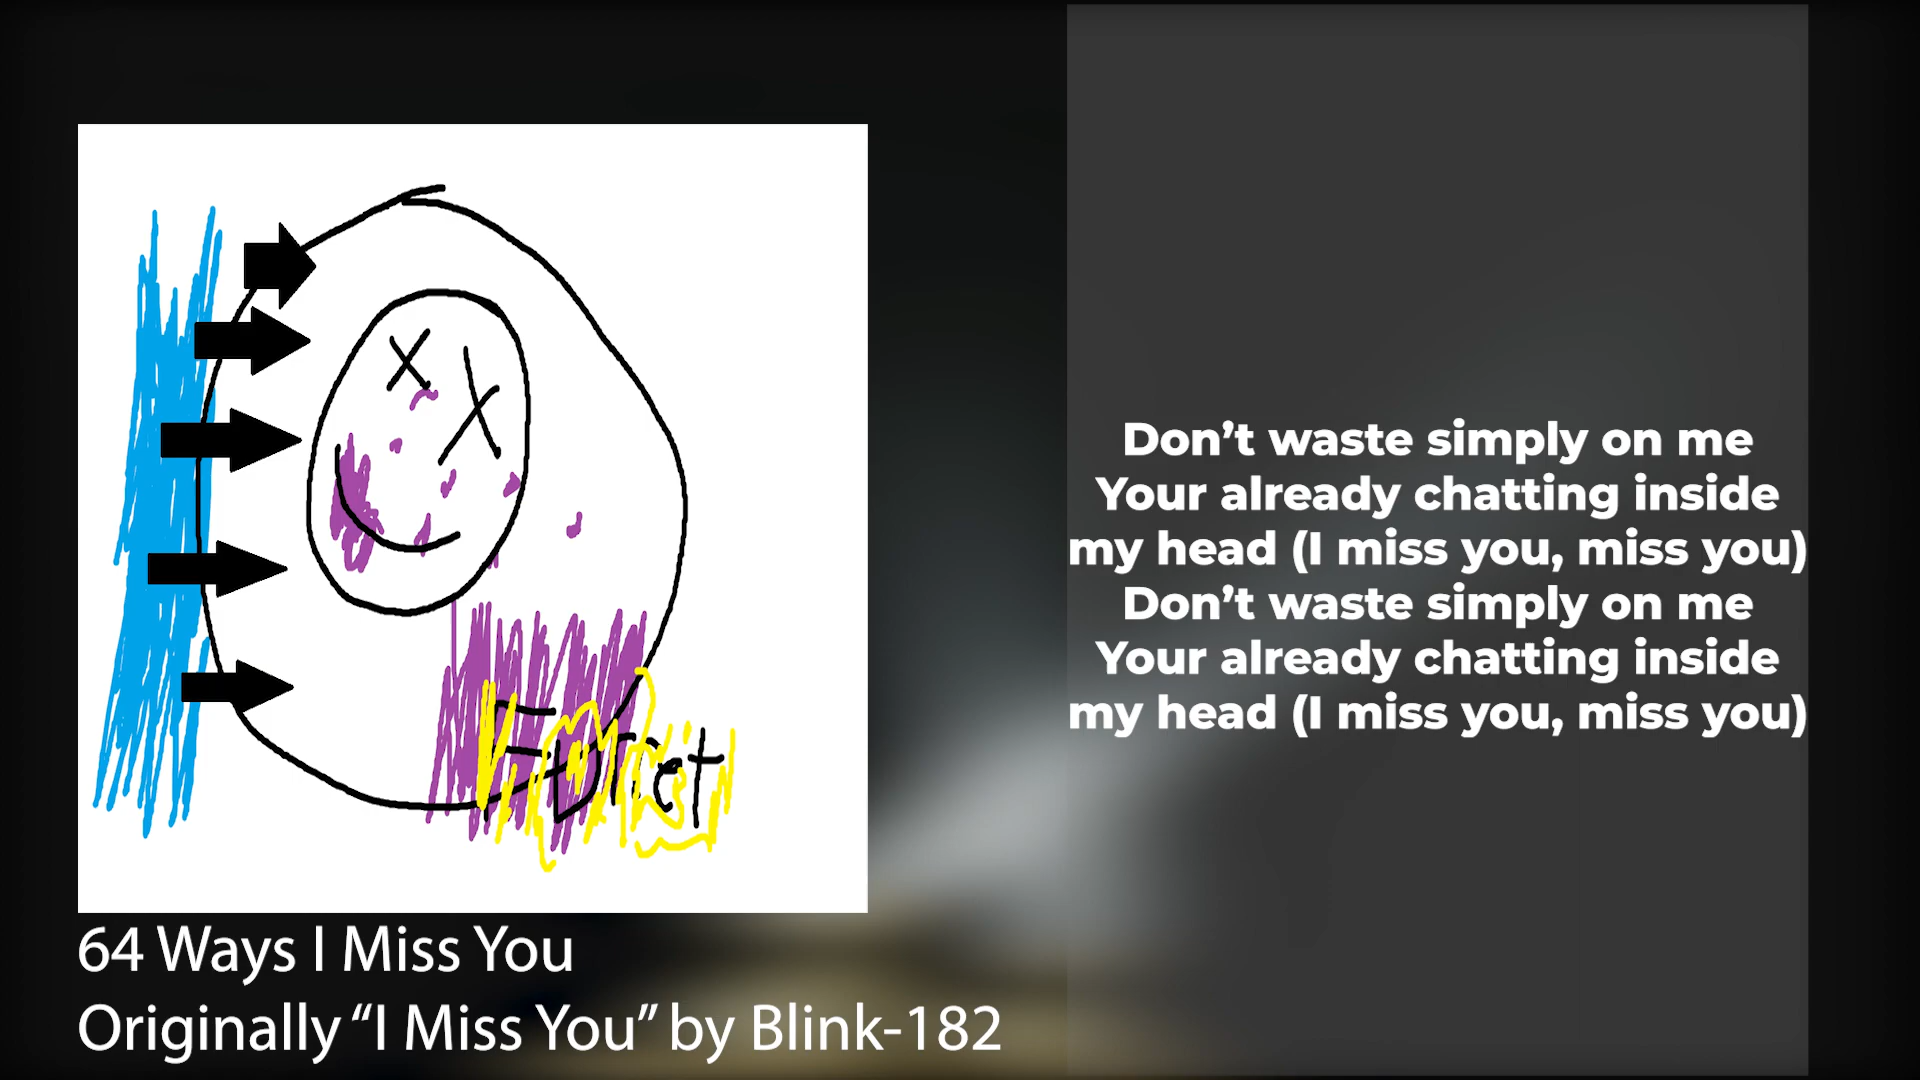 Don’t waste simply on me
Your already chatting inside
my head (I miss you, miss you)
Don’t waste simply on me
Your already chatting inside
my head (I miss you, miss you)
64 Ways I Miss You
Originally “I Miss You” by Blink-182